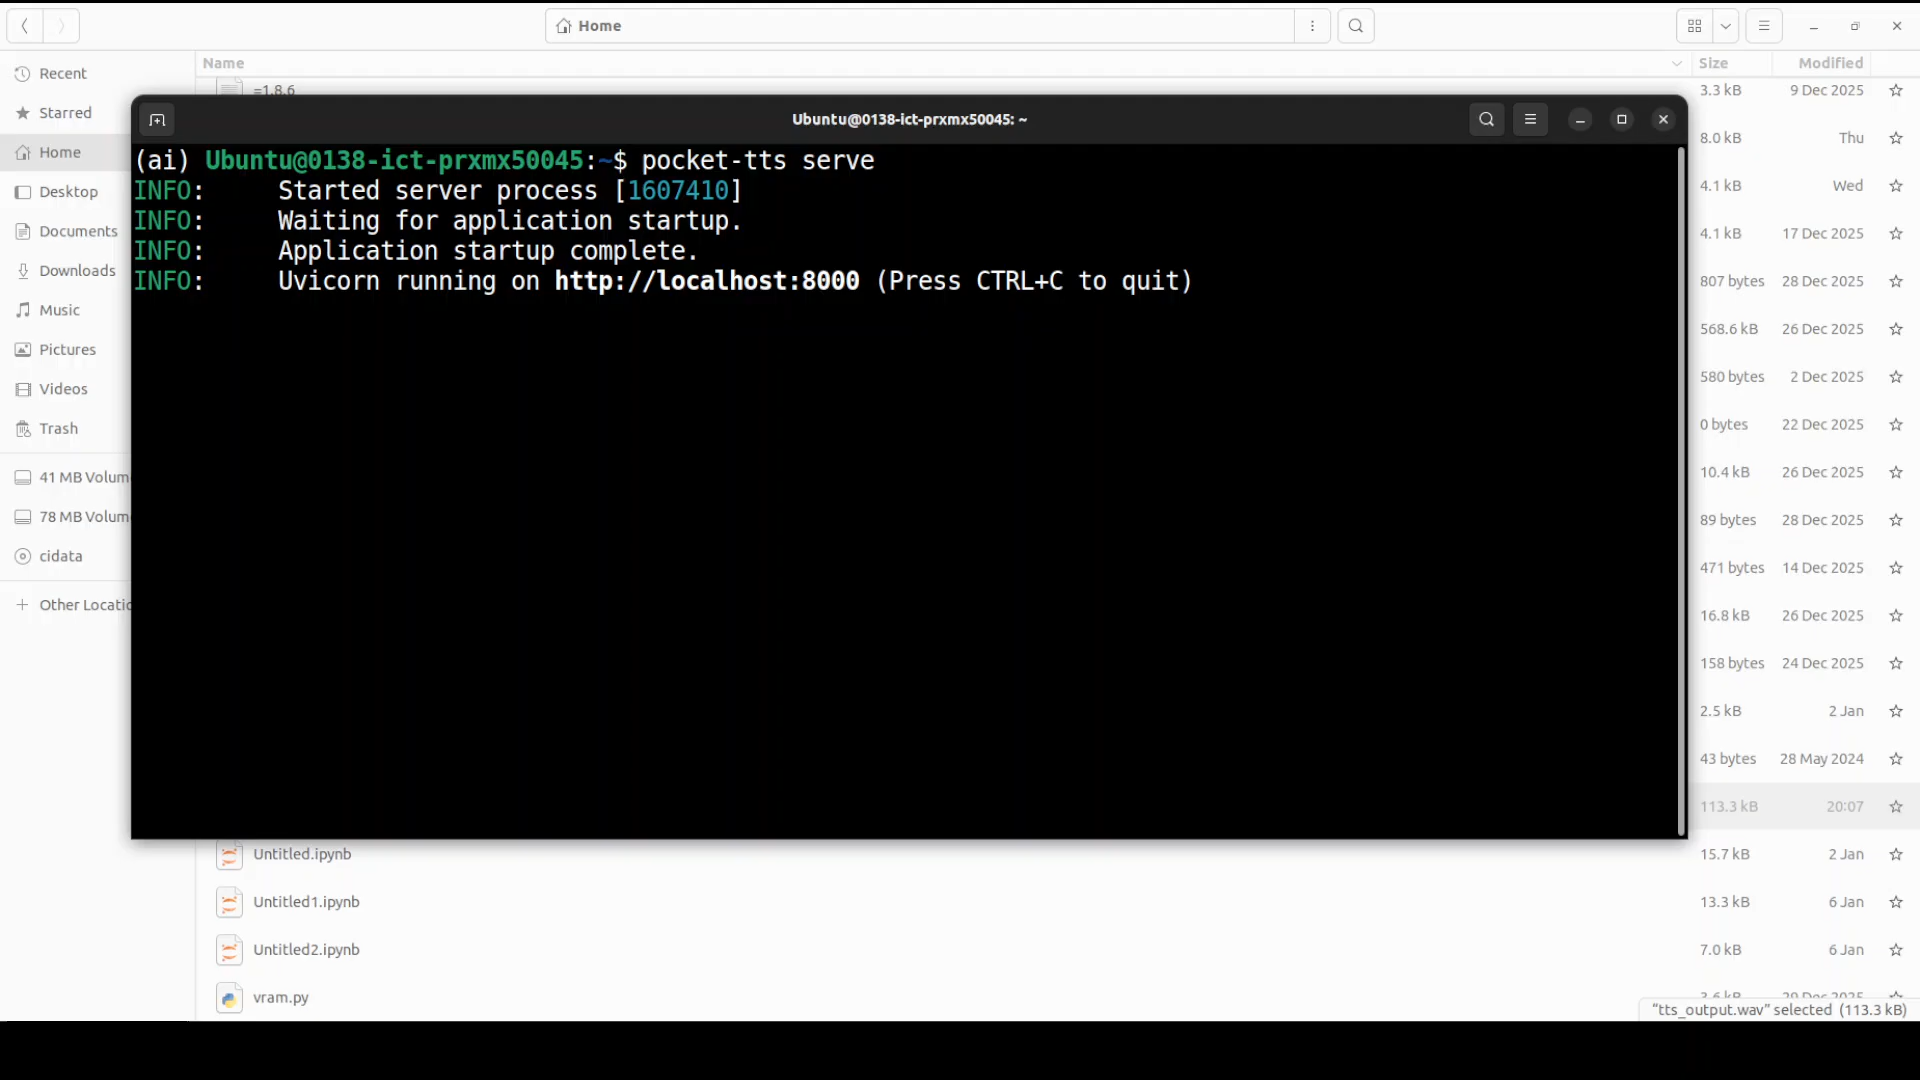 Home
Name
Size
Modified
Recent
Starred
Home
Desktop
Documents
Downloads
Music
Pictures
Videos
Trash
41 MB Volum
78 MB Volum
cidata
Other Locatio
=1.8.6
3.3 kB 9 Dec 2025
8.0 kB Thu
4.1 kB Wed
4.1 kB 17 Dec 2025
807 bytes 28 Dec 2025
568.6 kB 26 Dec 2025
580 bytes 2 Dec 2025
0 bytes 22 Dec 2025
10.4 kB 26 Dec 2025
89 bytes 28 Dec 2025
471 bytes 14 Dec 2025
16.8 kB 26 Dec 2025
158 bytes 24 Dec 2025
2.5 kB 2 Jan
43 bytes 28 May 2024
113.3 kB 20:07
Ubuntu@0138-ict-prxmx50045: ~
(ai) Ubuntu@0138-ict-prxmx50045:~$ pocket-tts serve
INFO: Started server process [1607410]
INFO: Waiting for application startup.
INFO: Application startup complete.
INFO: Uvicorn running on http://localhost:8000 (Press CTRL+C to quit)
Untitled.ipynb 15.7 kB 2 Jan
Untitled1.ipynb 13.3 kB 6 Jan
Untitled2.ipynb 7.0 kB 6 Jan
vram.py 3.6 kB 29 Dec 2025
"tts_output.wav" selected (113.3 kB)